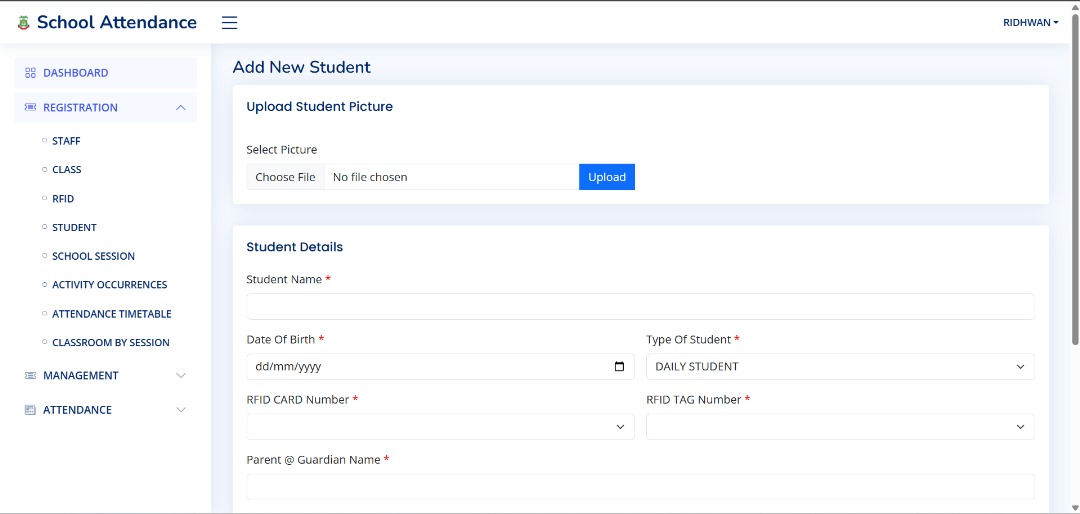 School Attendance
RIDHWAN
DASHBOARD
REGISTRATION
STAFF
CLASS
RFID
STUDENT
SCHOOL SESSION
ACTIVITY OCCURRENCES
ATTENDANCE TIMETABLE
CLASSROOM BY SESSION
MANAGEMENT
ATTENDANCE
Add New Student
Upload Student Picture
Select Picture
Choose File No file chosen Upload
Student Details
Student Name *
Date Of Birth * Type Of Student *
dd/mm/yyyy DAILY STUDENT
RFID CARD Number * RFID TAG Number *
Parent @ Guardian Name *